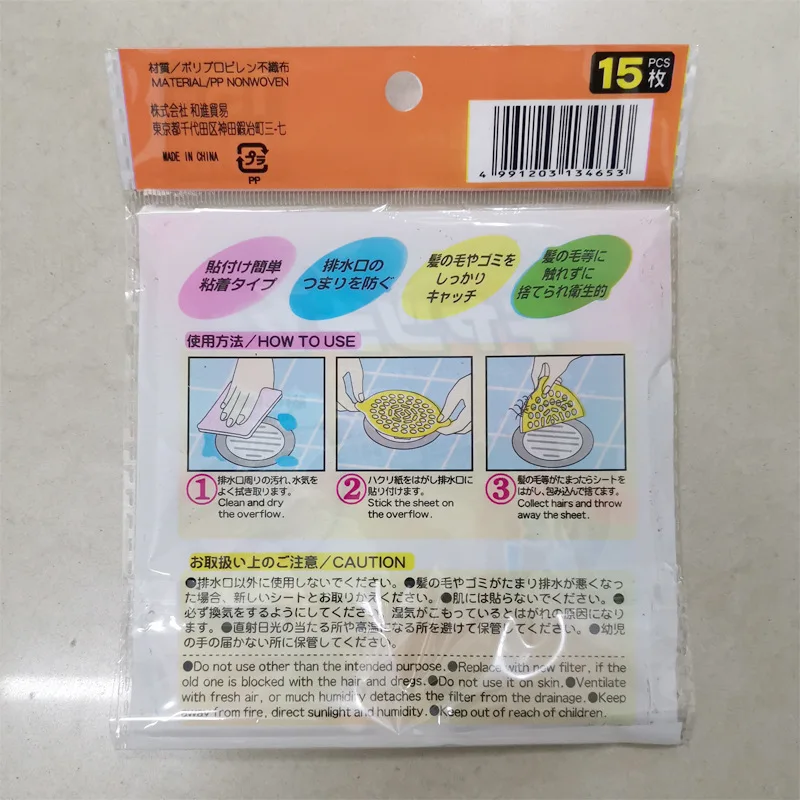 材質/ポリプロピレン不織布
MATERIAL/PP NONWOVEN
株式会社 和進貿易
東京都千代田区神田鍛冶町三-七
MADE IN CHINA
プラ
PP
15 PCS
枚
4 991203 134653
貼付け簡単
粘着タイプ
排水口の
つまりを防ぐ
髪の毛やゴミを
しっかり
キャッチ
髪の毛等に
触れずに
捨てられ衛生的
使用方法/HOW TO USE
1 排水口周りの汚れ、水気を
よく拭き取ります。
Clean and dry
the overflow.
2 ハクリ紙をはがし排水口に
貼り付けます。
Stick the sheet on
the overflow.
3 髪の毛等がたまったらシートを
はがし、包み込んで捨てます。
Collect hairs and throw
away the sheet.
お取扱い上のご注意/CAUTION
●排水口以外に使用しないでください。●髪の毛やゴミがたまり排水が悪くなっ
た場合、新しいシートとお取りかえください。●肌には貼らないでください。●
必ず換気をするようにしてください。湿気がこもっているとはがれの原因になり
ます。●直射日光の当たる所や高温になる所を避けて保管してください。●幼児
の手の届かない所に保管してください。
●Do not use other than the intended purpose.●Replace with new filter, if the
old one is blocked with the hair and dregs.●Do not use it on skin.●Ventilate
with fresh air, or much humidity detaches the filter from the drainage.●Keep
away from fire, direct sunlight and humidity.●Keep out of reach of children.